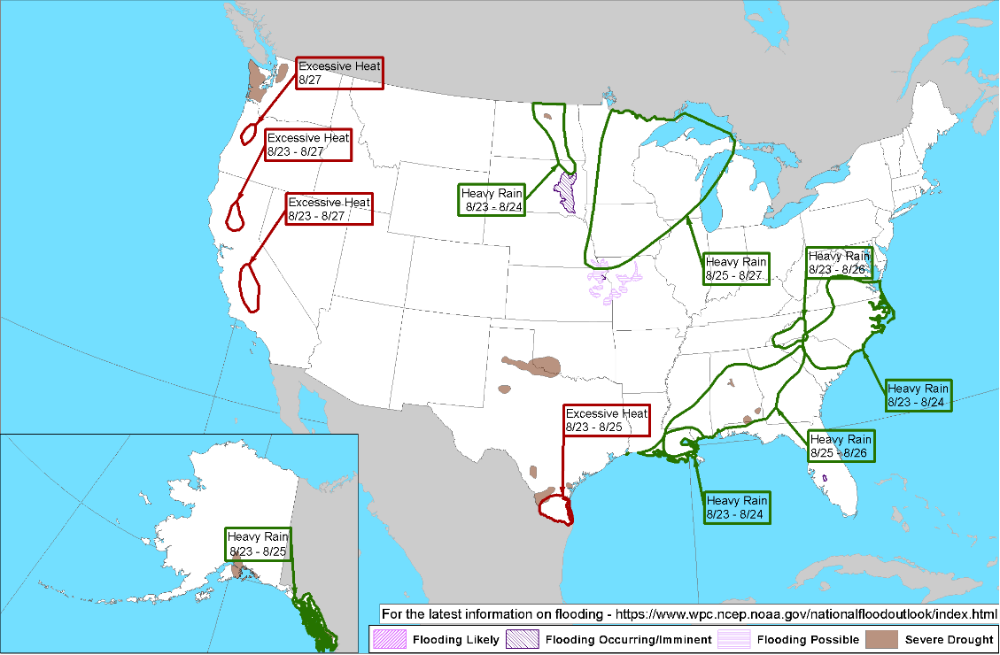 Excessive Heat
8/27
Excessive Heat
8/23 - 8/27
Excessive Heat
8/23 - 8/27
Heavy Rain
8/23 - 8/24
Heavy Rain
8/25 - 8/27
Heavy Rain
8/23 - 8/26
Heavy Rain
8/23 - 8/24
Excessive Heat
8/23 - 8/25
Heavy Rain
8/25 - 8/26
Heavy Rain
8/23 - 8/24
Heavy Rain
8/23 - 8/25
For the latest information on flooding - https://www.wpc.ncep.noaa.gov/nationalfloodoutlook/index.html
Flooding Likely Flooding Occurring/Imminent Flooding Possible Severe Drought